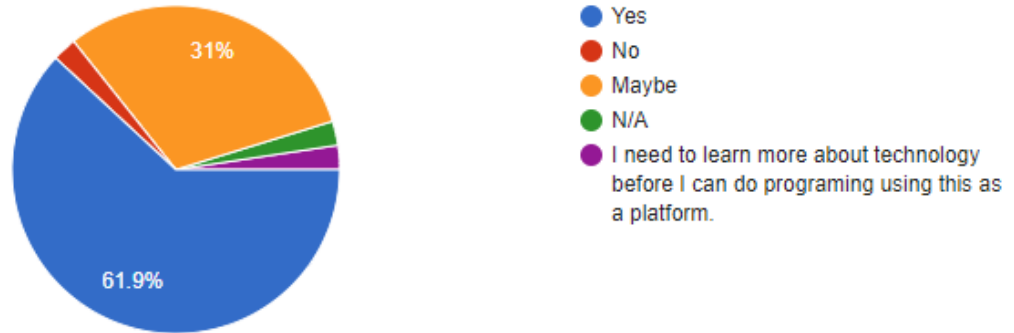 31%
61.9%
Yes
No
Maybe
N/A
I need to learn more about technology
before I can do programing using this as
a platform.